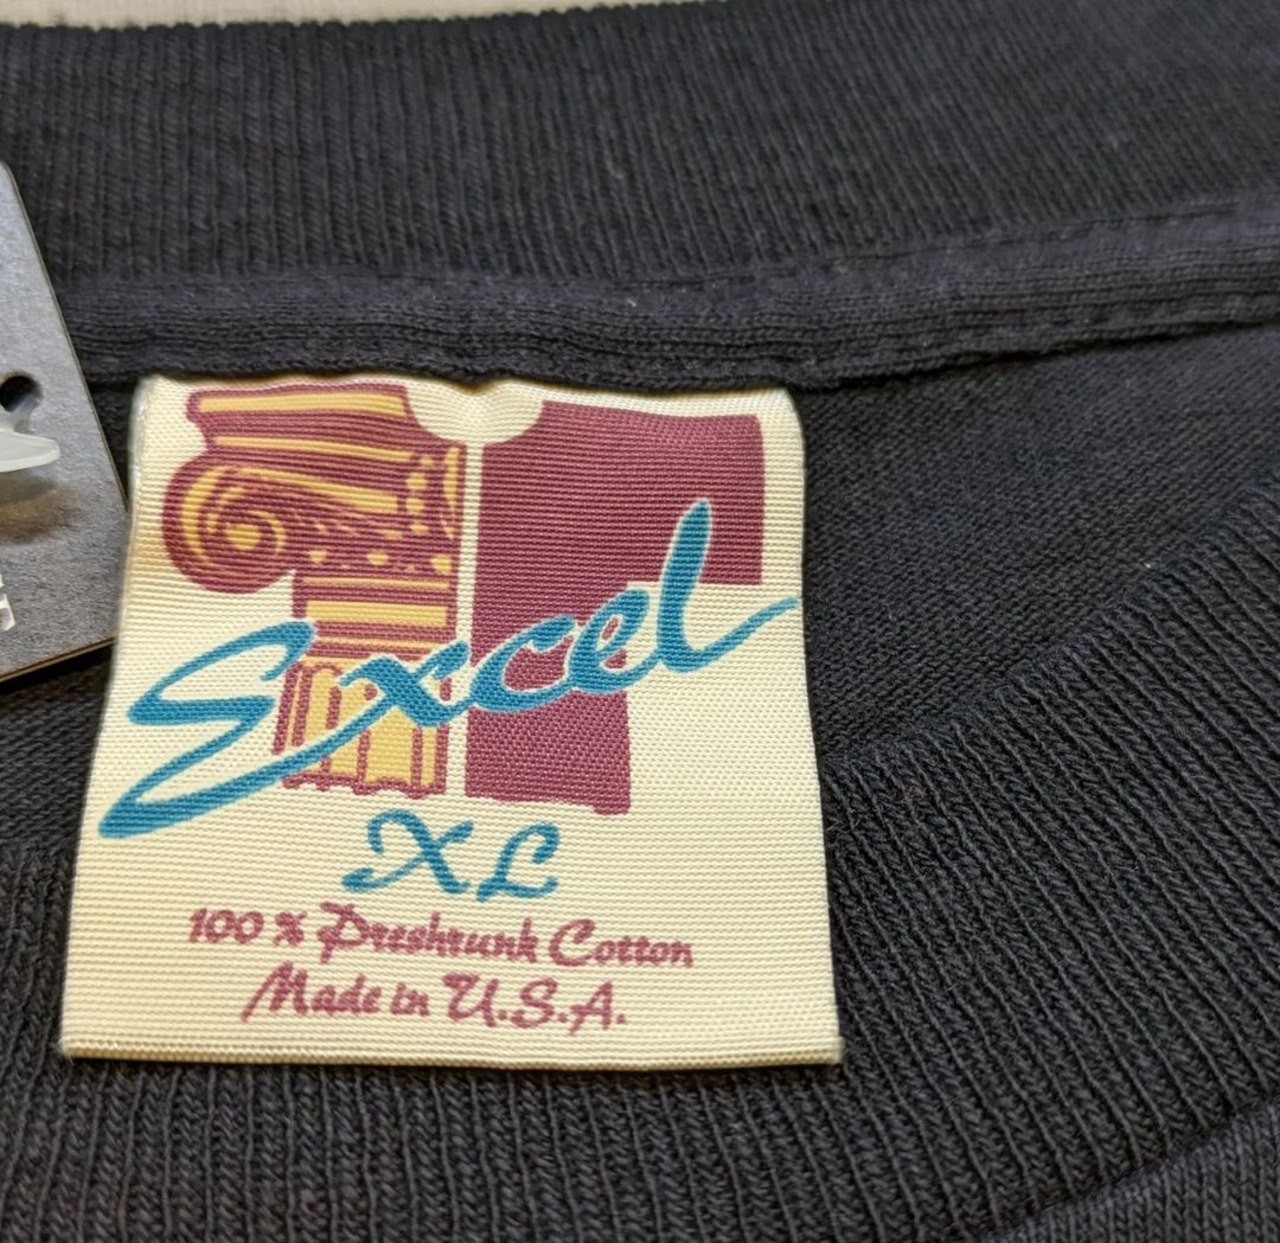 Excel
XL
100% Preshrunk Cotton
Made in U.S.A.